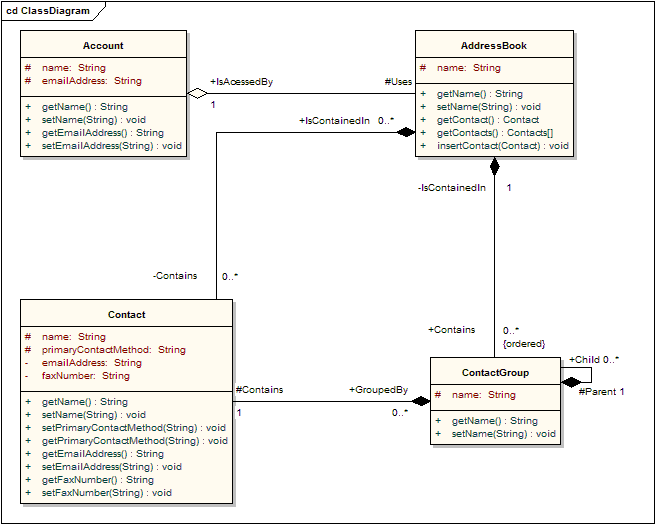 cd ClassDiagram
Account
# name: String
# emailAddress: String
+ getName() : String
+ setName(String) : void
+ getEmailAddress() : String
+ setEmailAddress(String) : void
+IsAcessedBy
1
#Uses
AddressBook
# name: String
+ getName() : String
+ setName(String) : void
+ getContact() : Contact
+ getContacts() : Contacts[]
+ insertContact(Contact) : void
+IsContainedIn 0..*
-IsContainedIn 1
-Contains 0..*
+Contains 0..*
{ordered}
Contact
# name: String
# primaryContactMethod: String
- emailAddress: String
- faxNumber: String
+ getName() : String
+ setName(String) : void
+ setPrimaryContactMethod(String) : void
+ getPrimaryContactMethod(String) : void
+ getEmailAddress() : String
+ setEmailAddress(String) : void
+ getFaxNumber() : String
+ setFaxNumber(String) : void
#Contains
1
+GroupedBy
0..*
ContactGroup
# name: String
+ getName() : String
+ setName(String) : void
+Child 0..*
#Parent 1